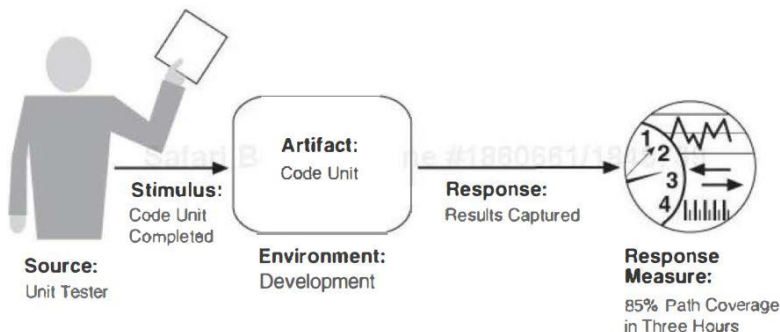 Artifact:
Code Unit
Stimulus:
Code Unit
Completed
Response:
Results Captured
1
2
3
4
Source:
Unit Tester
Environment:
Development
Response
Measure:
85% Path Coverage
in Three Hours